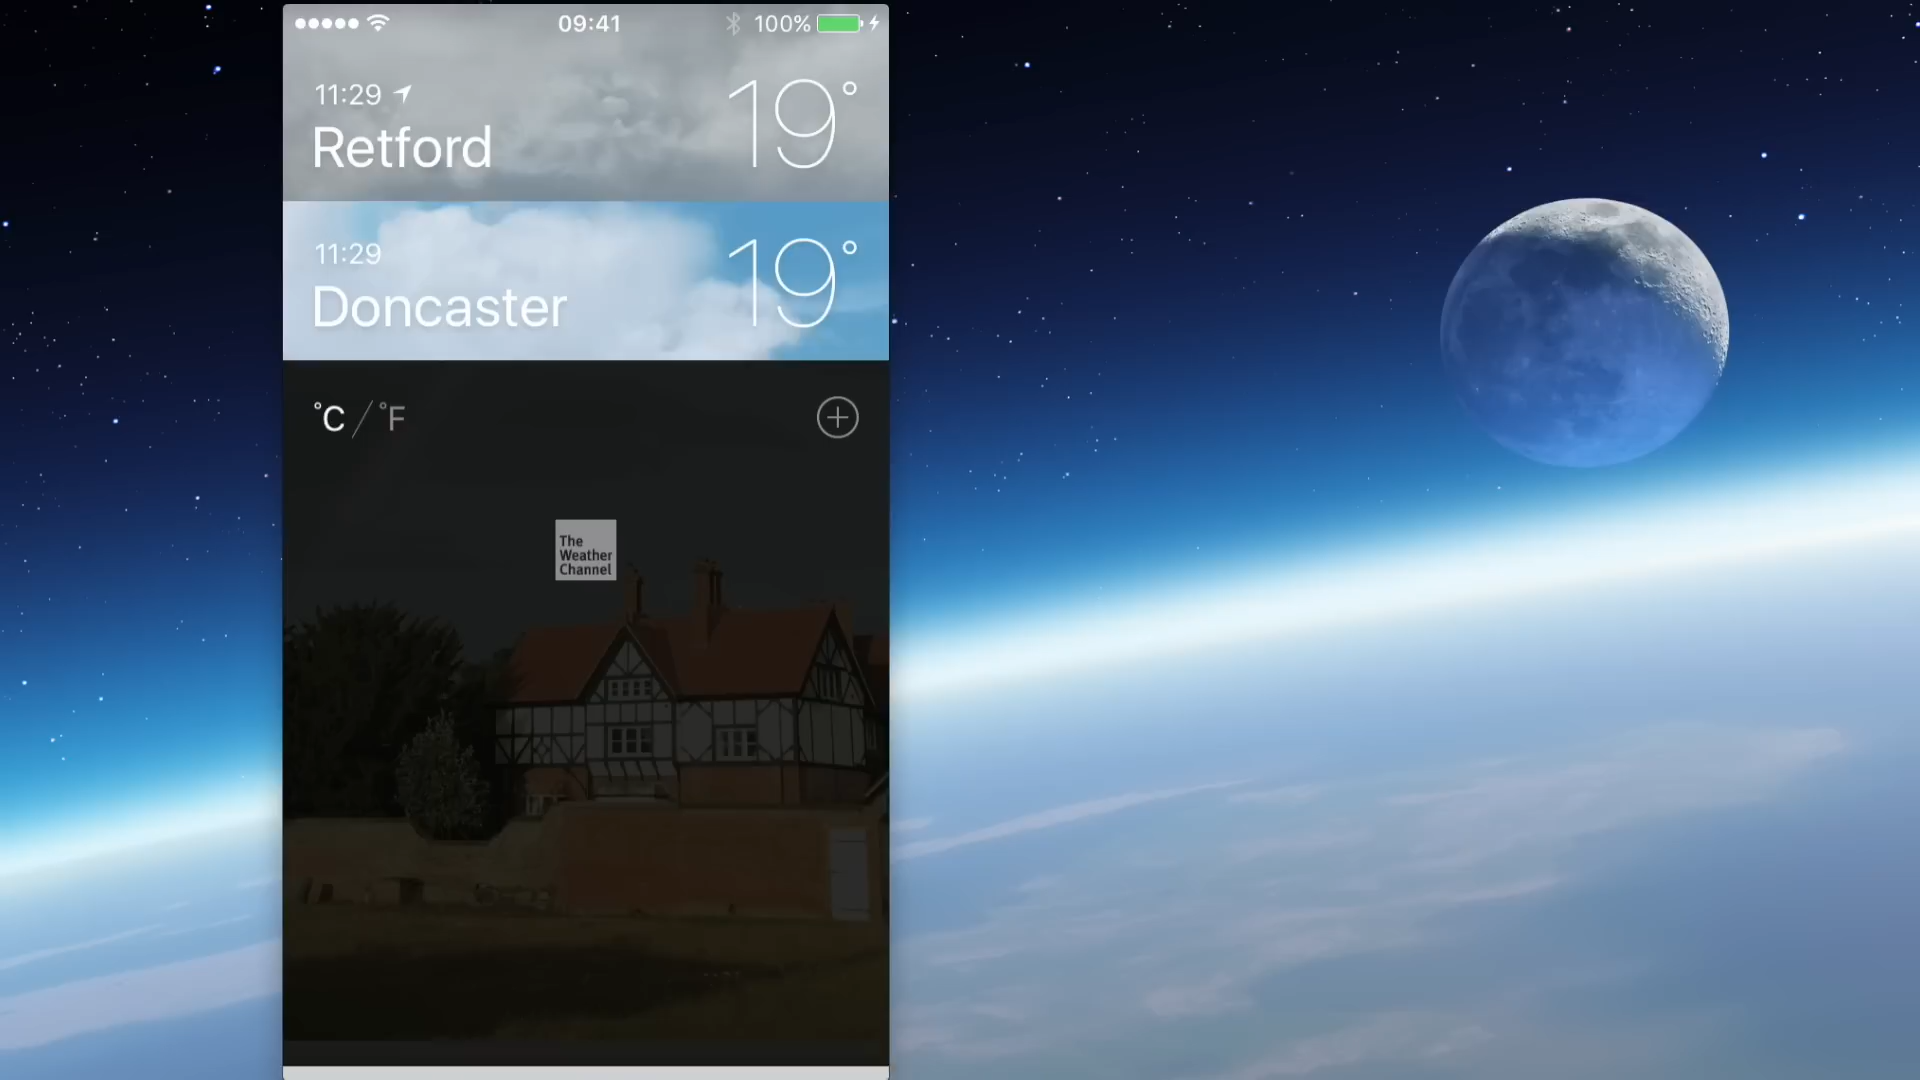 09:41
100%
11:29
Retford
19°
11:29
Doncaster
19°
°C / °F
The
Weather
Channel